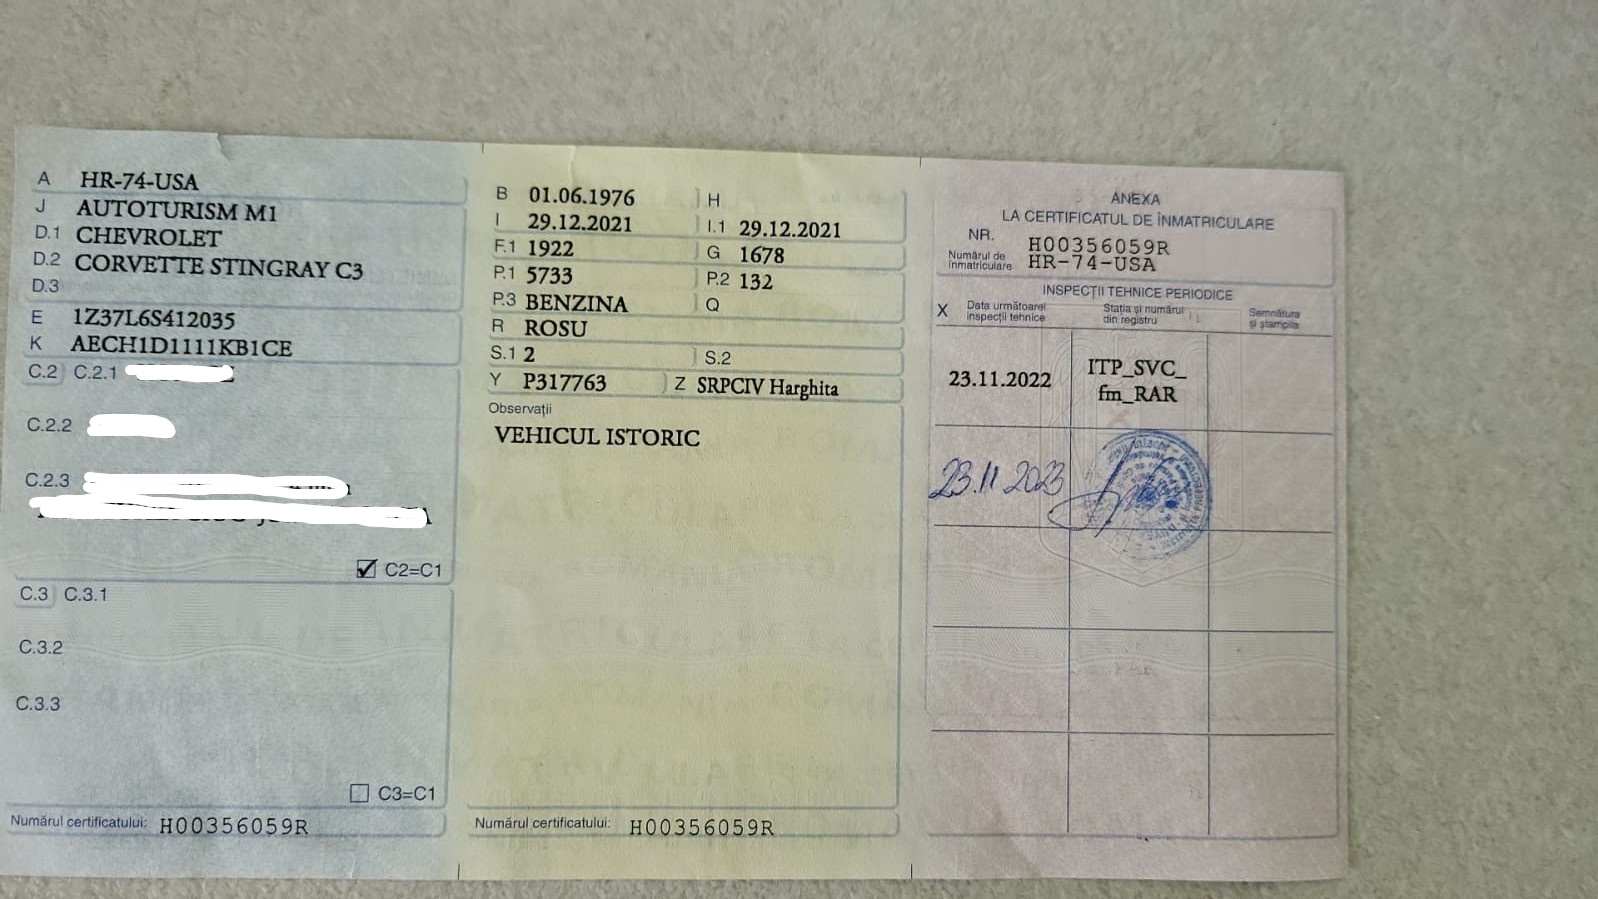 A HR-74-USA
J AUTOTURISM M1
D.1 CHEVROLET
D.2 CORVETTE STINGRAY C3
D.3
E 1Z37L6S412035
K AECH1D1111KB1CE
C.2 C.2.1
C.2.2
C.2.3
C2=C1
C.3 C.3.1
C.3.2
C.3.3
C3=C1
Numărul certificatului: H00356059R
B 01.06.1976 H
I 29.12.2021 I.1 29.12.2021
F.1 1922 G 1678
P.1 5733 P.2 132
P.3 BENZINA Q
R ROSU
S.1 2 S.2
Y P317763 Z SRPCIV Harghita
Observații
VEHICUL ISTORIC
Numărul certificatului: H00356059R
ANEXA
LA CERTIFICATUL DE ÎNMATRICULARE
NR. H00356059R
Numărul de
înmatriculare HR-74-USA
INSPECȚII TEHNICE PERIODICE
X Data următoarei
inspecții tehnice
Stația și numărul
din registru
Semnătura
și ștampila
23.11.2022 ITP_SVC_
fm_RAR
23.11 2023